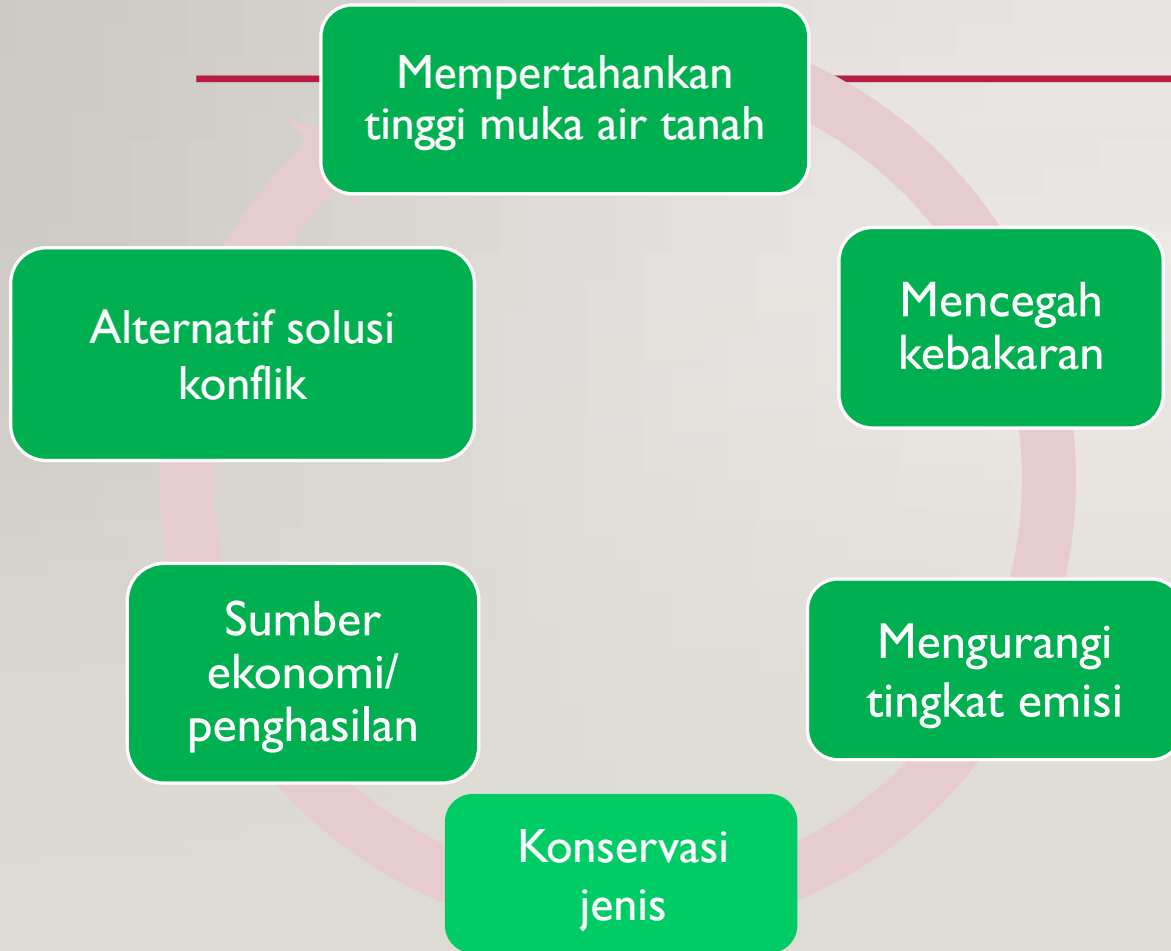 Mempertahankan
tinggi muka air tanah
Mencegah
kebakaran
Mengurangi
tingkat emisi
Konservasi
jenis
Sumber
ekonomi/
penghasilan
Alternatif solusi
konflik